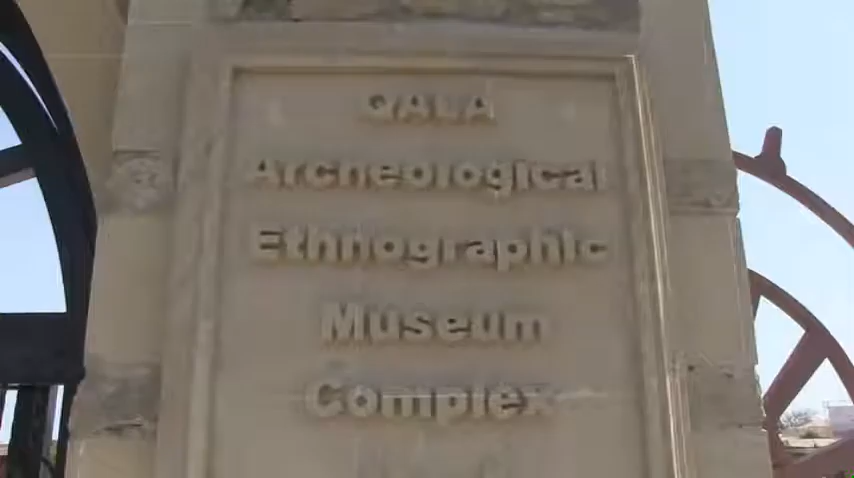 QALA
Archeological
Ethnographic
Museum
Complex